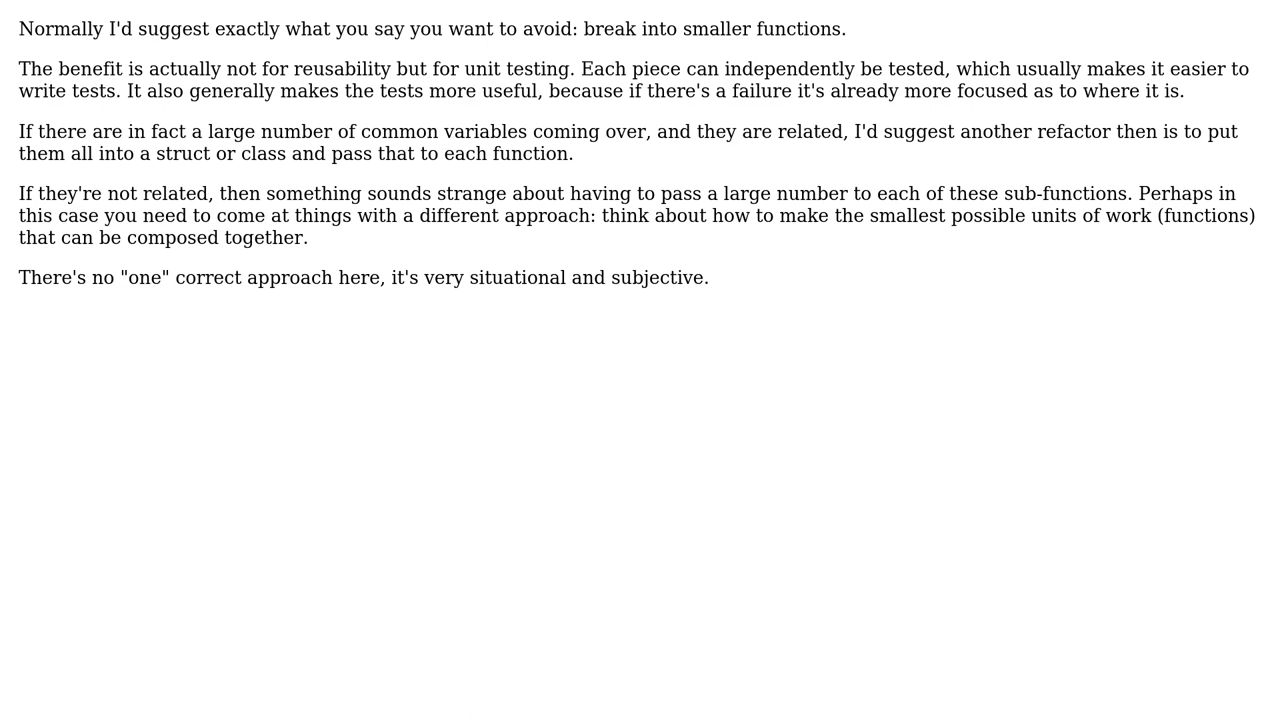 Normally I'd suggest exactly what you say you want to avoid: break into smaller functions.
The benefit is actually not for reusability but for unit testing. Each piece can independently be tested, which usually makes it easier to
write tests. It also generally makes the tests more useful, because if there's a failure it's already more focused as to where it is.
If there are in fact a large number of common variables coming over, and they are related, I'd suggest another refactor then is to put
them all into a struct or class and pass that to each function.
If they're not related, then something sounds strange about having to pass a large number to each of these sub-functions. Perhaps in
this case you need to come at things with a different approach: think about how to make the smallest possible units of work (functions)
that can be composed together.
There's no "one" correct approach here, it's very situational and subjective.